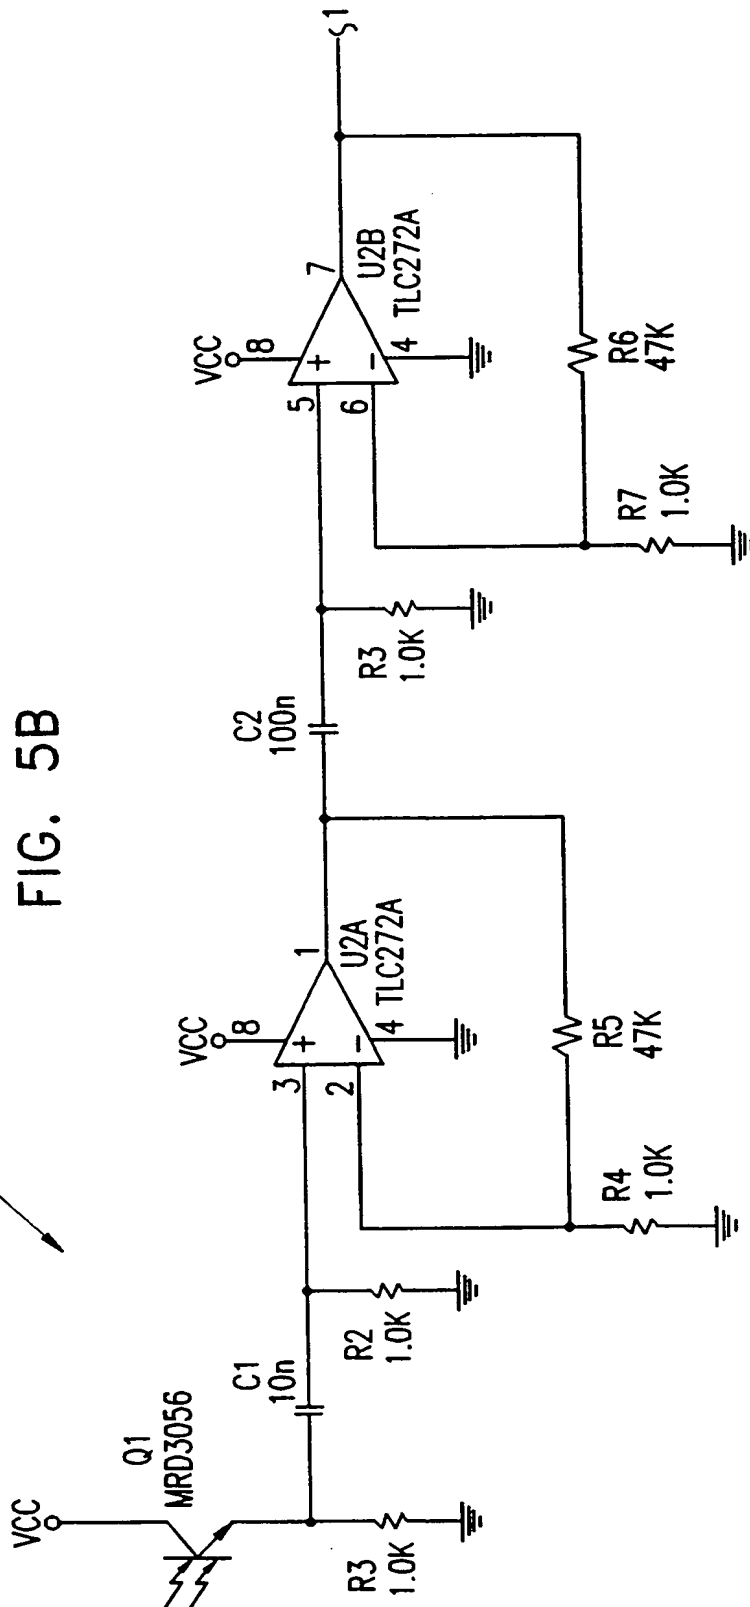 FIG. 5B
VCC
Q1
MRD3056
R3
1.0K
C1
10n
R2
1.0K
VCC
8
3
+
2
−
4
1
U2A
TLC272A
R4
1.0K
R5
47K
C2
100n
R3
1.0K
VCC
8
5
+
6
−
4
7
U2B
TLC272A
R7
1.0K
R6
47K
1